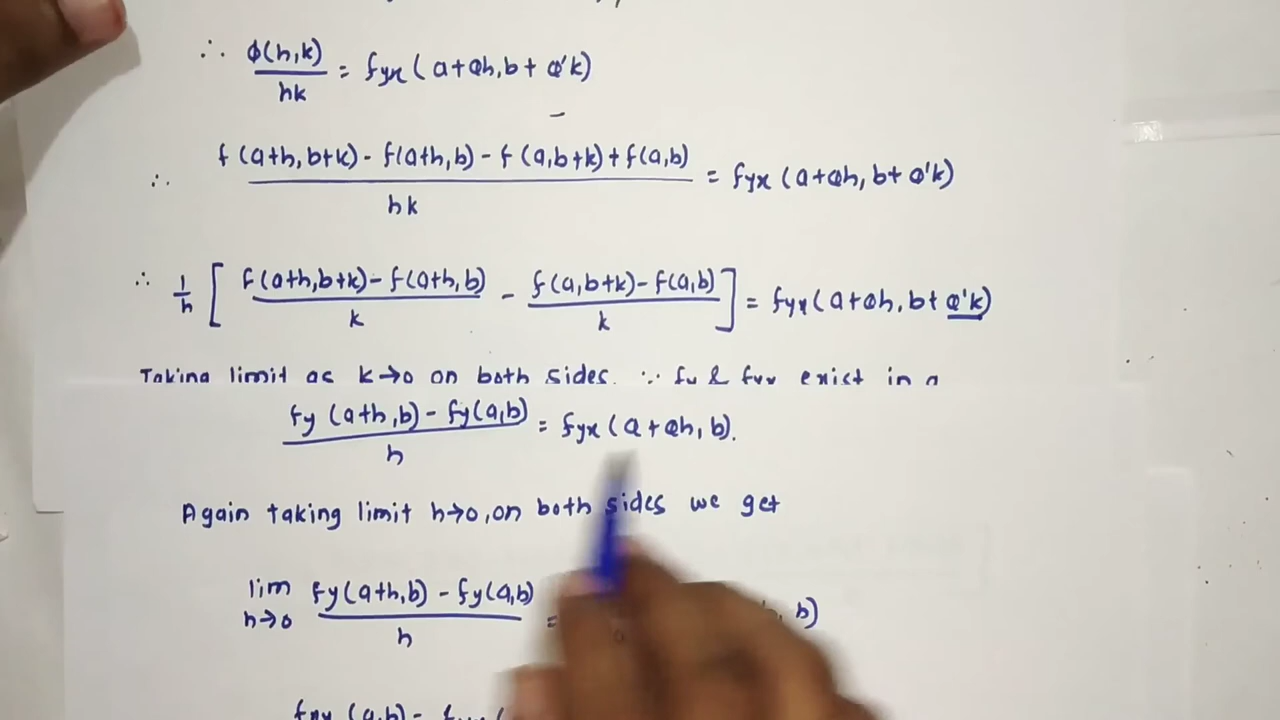 ∴ ϕ(h,k)/hk = fyx(a+θh, b+θ'k)
∴ f(a+h, b+k) - f(a+h, b) - f(a, b+k) + f(a,b) / hk = fyx(a+θh, b+θ'k)
∴ 1/h [ f(a+h, b+k) - f(a+h, b) / k - f(a, b+k) - f(a,b) / k ] = fyx(a+θh, b+θ'k)
Taking limit as k→0 on both sides. ∵ fy & fyx exist in a
fy(a+h, b) - fy(a,b) / h = fyx(a+θh, b).
Again taking limit h→0, on both sides we get
lim h→0 fy(a+h, b) - fy(a,b) / h = , b)
(a,b) =